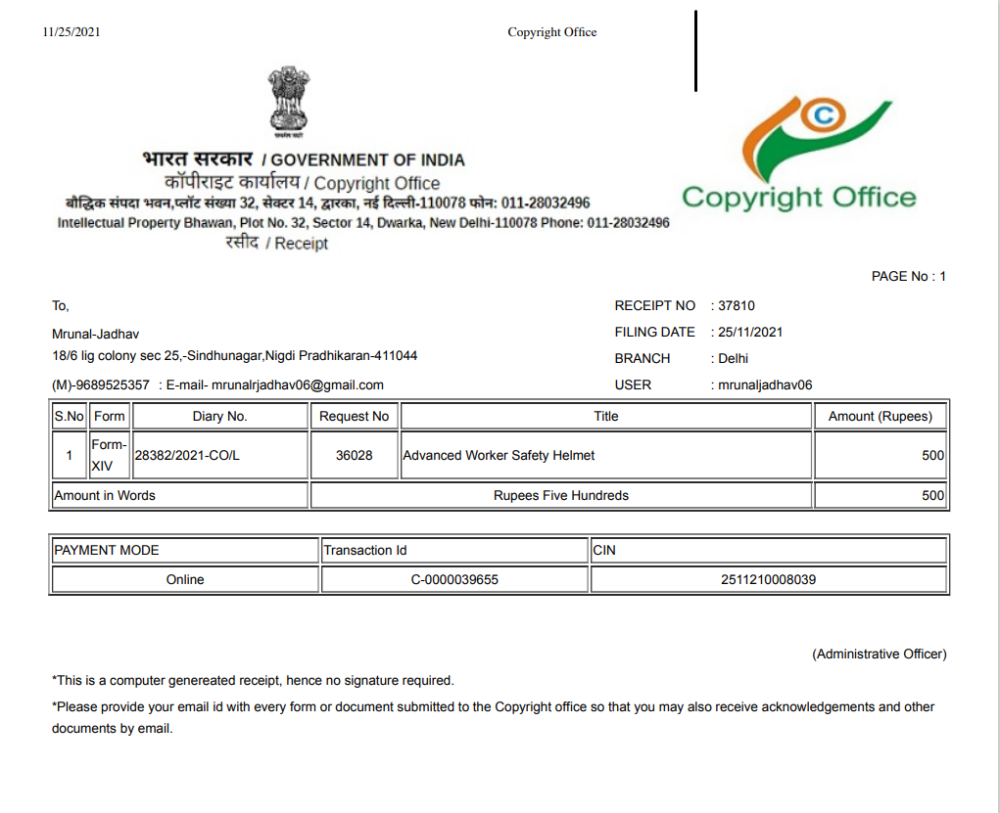 11/25/2021 Copyright Office
भारत सरकार / GOVERNMENT OF INDIA
कॉपीराइट कार्यालय / Copyright Office
बौद्धिक संपदा भवन,प्लॉट संख्या 32, सेक्टर 14, द्वारका, नई दिल्ली-110078 फोन: 011-28032496
Intellectual Property Bhawan, Plot No. 32, Sector 14, Dwarka, New Delhi-110078 Phone: 011-28032496
रसीद / Receipt
C
Copyright Office
PAGE No : 1
To,
Mrunal-Jadhav
18/6 lig colony sec 25,-Sindhunagar,Nigdi Pradhikaran-411044
(M)-9689525357 : E-mail- mrunalrjadhav06@gmail.com
RECEIPT NO : 37810
FILING DATE : 25/11/2021
BRANCH : Delhi
USER : mrunaljadhav06
S.No Form Diary No. Request No Title Amount (Rupees)
1 Form-XIV 28382/2021-CO/L 36028 Advanced Worker Safety Helmet 500
Amount in Words Rupees Five Hundreds 500
PAYMENT MODE Transaction Id CIN
Online C-0000039655 2511210008039
(Administrative Officer)
*This is a computer genereated receipt, hence no signature required.
*Please provide your email id with every form or document submitted to the Copyright office so that you may also receive acknowledgements and other
documents by email.